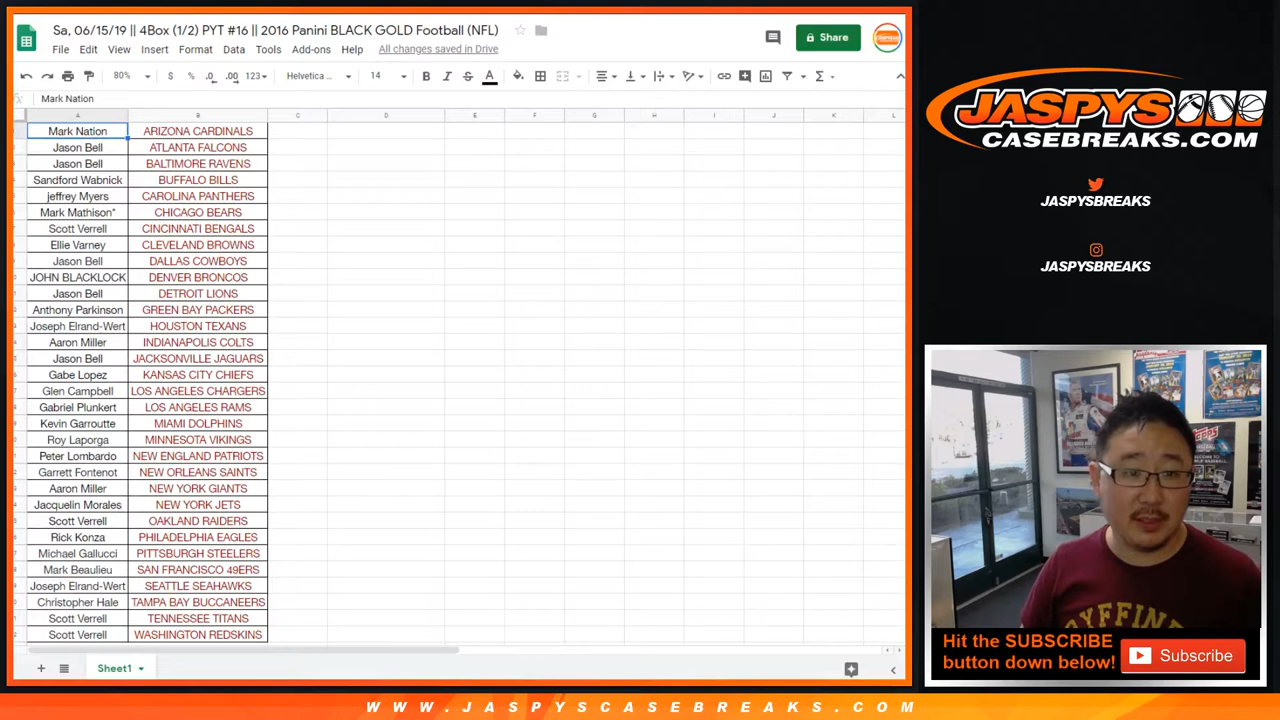 Sa, 06/15/19 || 4Box (1/2) PYT #16 || 2016 Panini BLACK GOLD Football (NFL)
Share
File Edit View Insert Format Data Tools Add-ons Help All changes saved in Drive
80% $ % .0 .00 123 Helvetica ... 14 B I S A
Mark Nation
A B C D E F G H I J K L
Mark Nation ARIZONA CARDINALS
Jason Bell ATLANTA FALCONS
Jason Bell BALTIMORE RAVENS
Sandford Wabnick BUFFALO BILLS
jeffrey Myers CAROLINA PANTHERS
Mark Mathison* CHICAGO BEARS
Scott Verrell CINCINNATI BENGALS
Ellie Varney CLEVELAND BROWNS
Jason Bell DALLAS COWBOYS
JOHN BLACKLOCK DENVER BRONCOS
Jason Bell DETROIT LIONS
Anthony Parkinson GREEN BAY PACKERS
Joseph Elrand-Wert HOUSTON TEXANS
Aaron Miller INDIANAPOLIS COLTS
Jason Bell JACKSONVILLE JAGUARS
Gabe Lopez KANSAS CITY CHIEFS
Glen Campbell LOS ANGELES CHARGERS
Gabriel Plunkert LOS ANGELES RAMS
Kevin Garroutte MIAMI DOLPHINS
Roy Laporga MINNESOTA VIKINGS
Peter Lombardo NEW ENGLAND PATRIOTS
Garrett Fontenot NEW ORLEANS SAINTS
Aaron Miller NEW YORK GIANTS
Jacquelin Morales NEW YORK JETS
Scott Verrell OAKLAND RAIDERS
Rick Konza PHILADELPHIA EAGLES
Michael Gallucci PITTSBURGH STEELERS
Mark Beaulieu SAN FRANCISCO 49ERS
Joseph Elrand-Wert SEATTLE SEAHAWKS
Christopher Hale TAMPA BAY BUCCANEERS
Scott Verrell TENNESSEE TITANS
Scott Verrell WASHINGTON REDSKINS
Sheet1
JASPYS
CASEBREAKS.COM
JASPYSBREAKS
JASPYSBREAKS
Hit the SUBSCRIBE
button down below!
Subscribe
WWW.JASPYSCASEBREAKS.COM